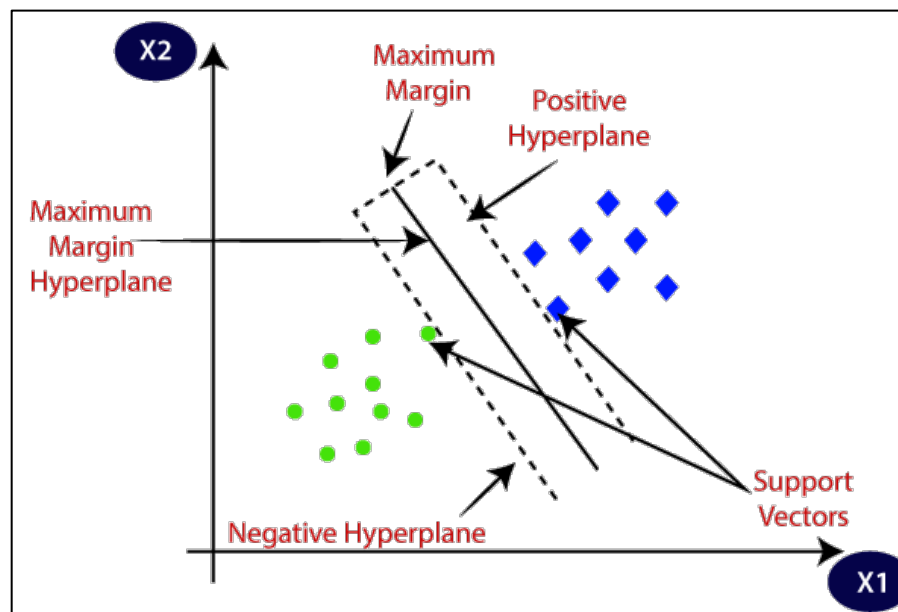 X2
Maximum
Margin
Positive
Hyperplane
Maximum
Margin
Hyperplane
Support
Vectors
Negative Hyperplane
X1